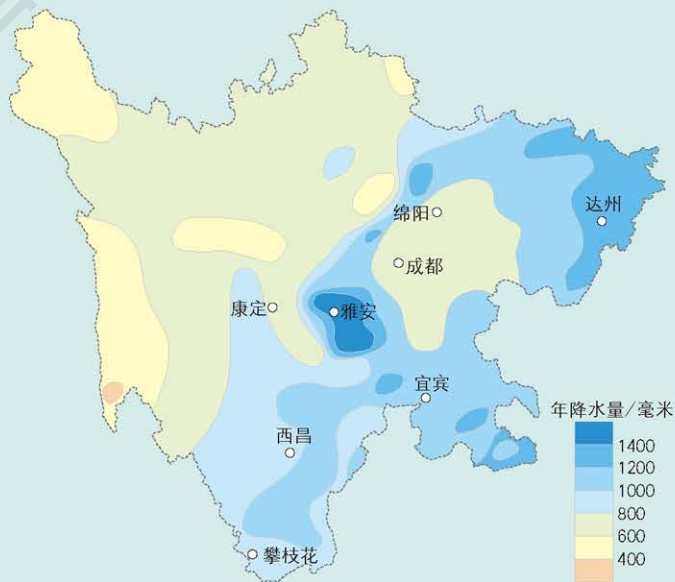 绵阳
达州
成都
康定
雅安
宜宾
年降水量/毫米
西昌
1400
1200
1000
800
600
400
攀枝花